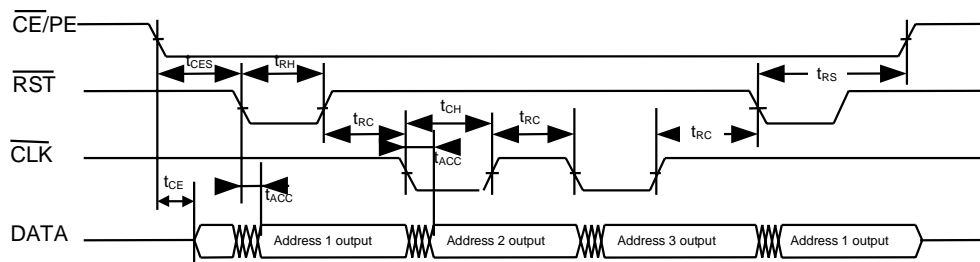 CE/PE
tCES
tRH
tRS
RST
tRC
tCH
tRC
tRC
CLK
tACC
tCE
tACC
DATA
Address 1 output
Address 2 output
Address 3 output
Address 1 output